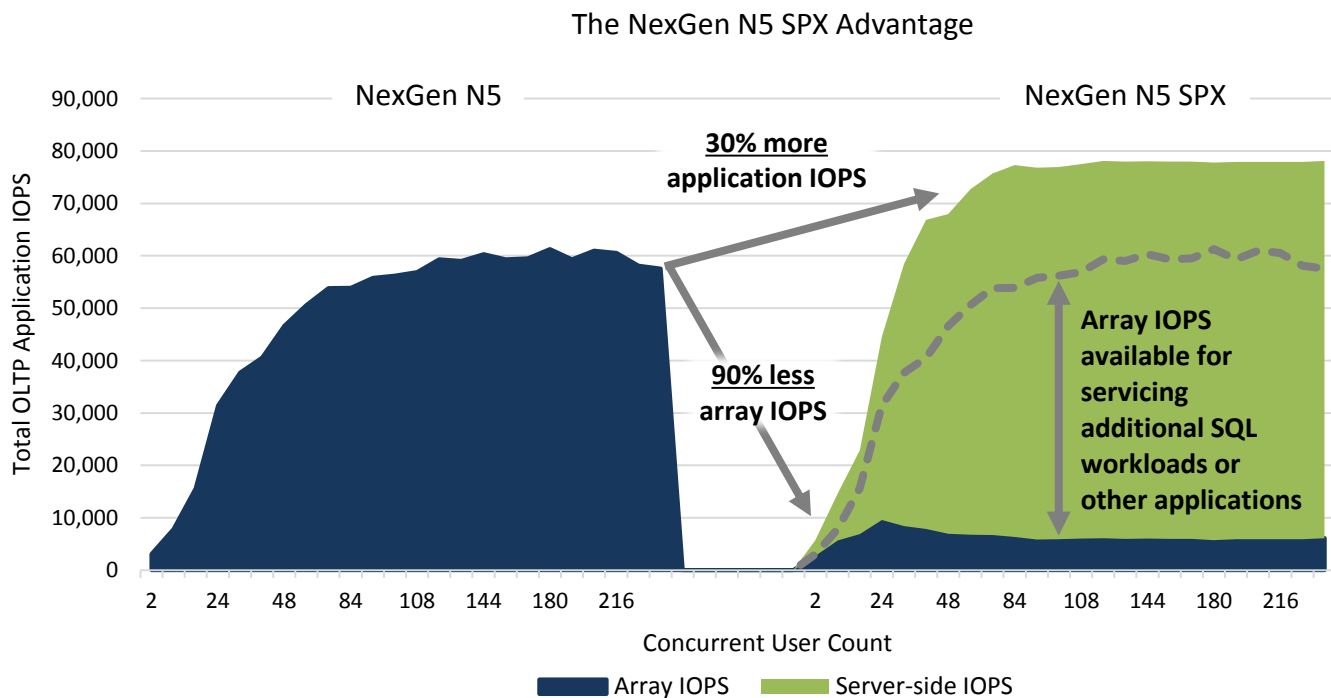 The NexGen N5 SPX Advantage
NexGen N5
NexGen N5 SPX
Total OLTP Application IOPS
90,000
80,000
70,000
60,000
50,000
40,000
30,000
20,000
10,000
0
30% more
application IOPS
90% less
array IOPS
Array IOPS
available for
servicing
additional SQL
workloads or
other applications
2 24 48 84 108 144 180 216 2 24 48 84 108 144 180 216
Concurrent User Count
Array IOPS Server-side IOPS